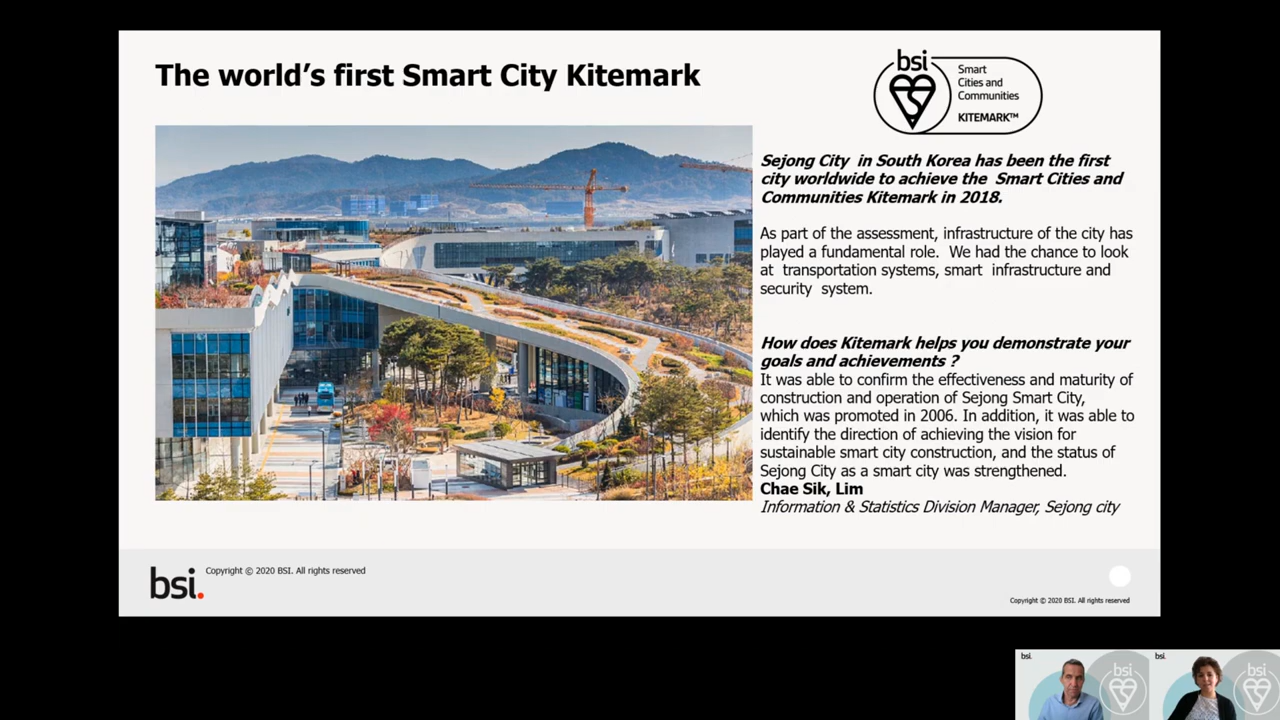 The world's first Smart City Kitemark
bsi
Smart
Cities and
Communities
KITEMARK™
Sejong City in South Korea has been the first
city worldwide to achieve the Smart Cities and
Communities Kitemark in 2018.
As part of the assessment, infrastructure of the city has
played a fundamental role. We had the chance to look
at transportation systems, smart infrastructure and
security system.
How does Kitemark helps you demonstrate your
goals and achievements ?
It was able to confirm the effectiveness and maturity of
construction and operation of Sejong Smart City,
which was promoted in 2006. In addition, it was able to
identify the direction of achieving the vision for
sustainable smart city construction, and the status of
Sejong City as a smart city was strengthened.
Chae Sik, Lim
Information & Statistics Division Manager, Sejong city
bsi.
Copyright © 2020 BSI. All rights reserved
Copyright © 2020 BSI. All rights reserved
bsi.
bsi
bsi.
bsi